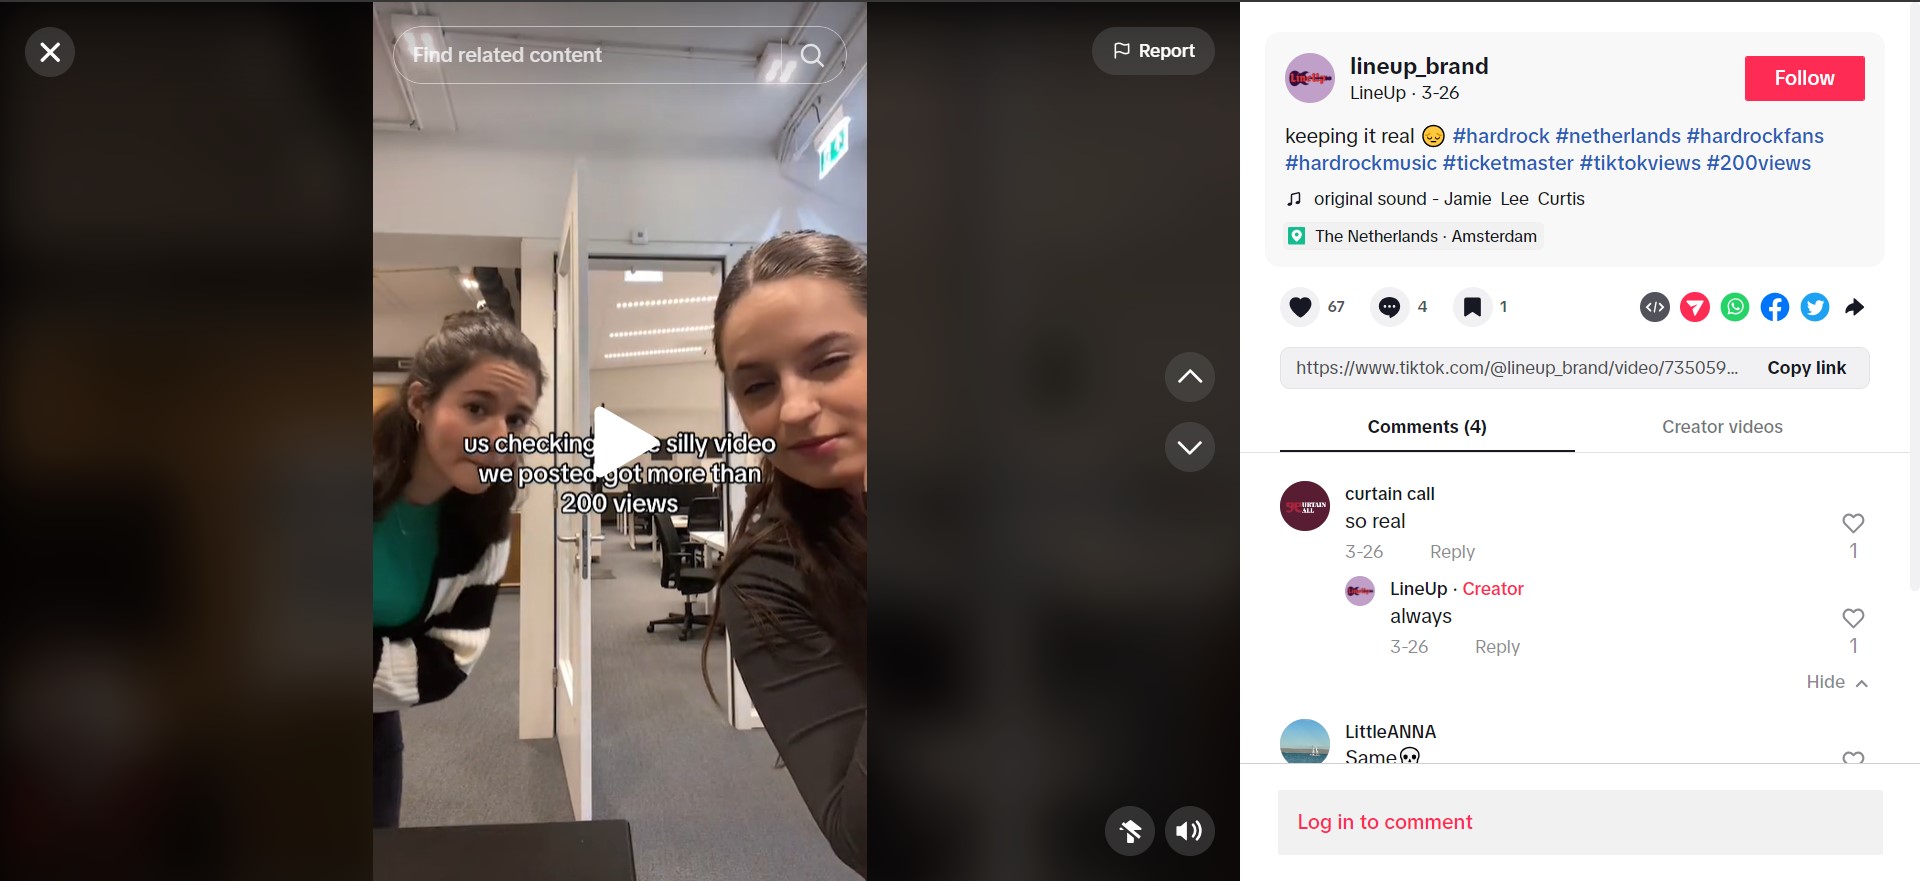 Find related content
Report
us checking silly video
we posted got more than
200 views
lineup_brand
LineUp · 3-26
Follow
keeping it real 😔 #hardrock #netherlands #hardrockfans
#hardrockmusic #ticketmaster #tiktokviews #200views
original sound - Jamie Lee Curtis
The Netherlands · Amsterdam
67
4
1
https://www.tiktok.com/@lineup_brand/video/735059...
Copy link
Comments (4)
Creator videos
curtain call
so real
3-26 Reply
1
LineUp · Creator
always
3-26 Reply
1
Hide
LittleANNA
Same💀
Log in to comment